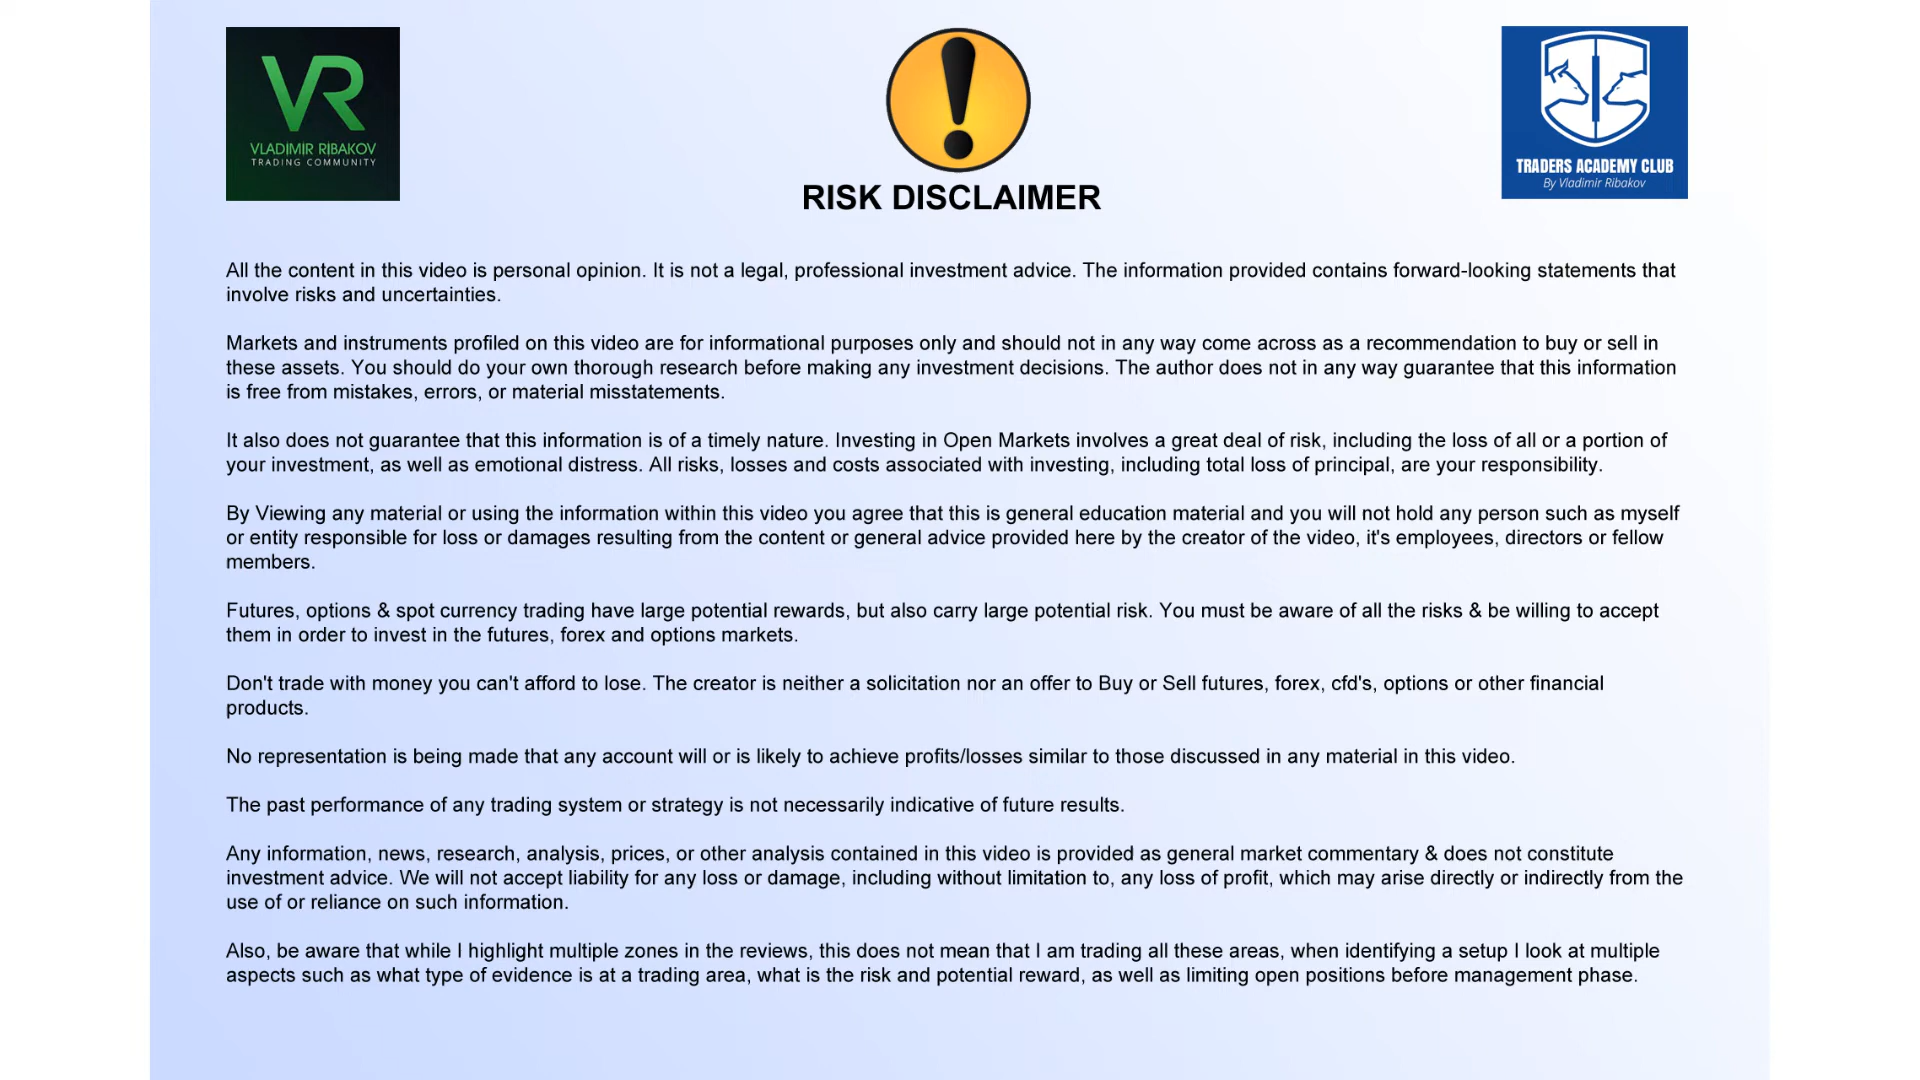 VR
VLADIMIR RIBAKOV
TRADING COMMUNITY
TRADERS ACADEMY CLUB
By Vladimir Ribakov
RISK DISCLAIMER
All the content in this video is personal opinion. It is not a legal, professional investment advice. The information provided contains forward-looking statements that
involve risks and uncertainties.
Markets and instruments profiled on this video are for informational purposes only and should not in any way come across as a recommendation to buy or sell in
these assets. You should do your own thorough research before making any investment decisions. The author does not in any way guarantee that this information
is free from mistakes, errors, or material misstatements.
It also does not guarantee that this information is of a timely nature. Investing in Open Markets involves a great deal of risk, including the loss of all or a portion of
your investment, as well as emotional distress. All risks, losses and costs associated with investing, including total loss of principal, are your responsibility.
By Viewing any material or using the information within this video you agree that this is general education material and you will not hold any person such as myself
or entity responsible for loss or damages resulting from the content or general advice provided here by the creator of the video, it's employees, directors or fellow
members.
Futures, options & spot currency trading have large potential rewards, but also carry large potential risk. You must be aware of all the risks & be willing to accept
them in order to invest in the futures, forex and options markets.
Don't trade with money you can't afford to lose. The creator is neither a solicitation nor an offer to Buy or Sell futures, forex, cfd's, options or other financial
products.
No representation is being made that any account will or is likely to achieve profits/losses similar to those discussed in any material in this video.
The past performance of any trading system or strategy is not necessarily indicative of future results.
Any information, news, research, analysis, prices, or other analysis contained in this video is provided as general market commentary & does not constitute
investment advice. We will not accept liability for any loss or damage, including without limitation to, any loss of profit, which may arise directly or indirectly from the
use of or reliance on such information.
Also, be aware that while I highlight multiple zones in the reviews, this does not mean that I am trading all these areas, when identifying a setup I look at multiple
aspects such as what type of evidence is at a trading area, what is the risk and potential reward, as well as limiting open positions before management phase.